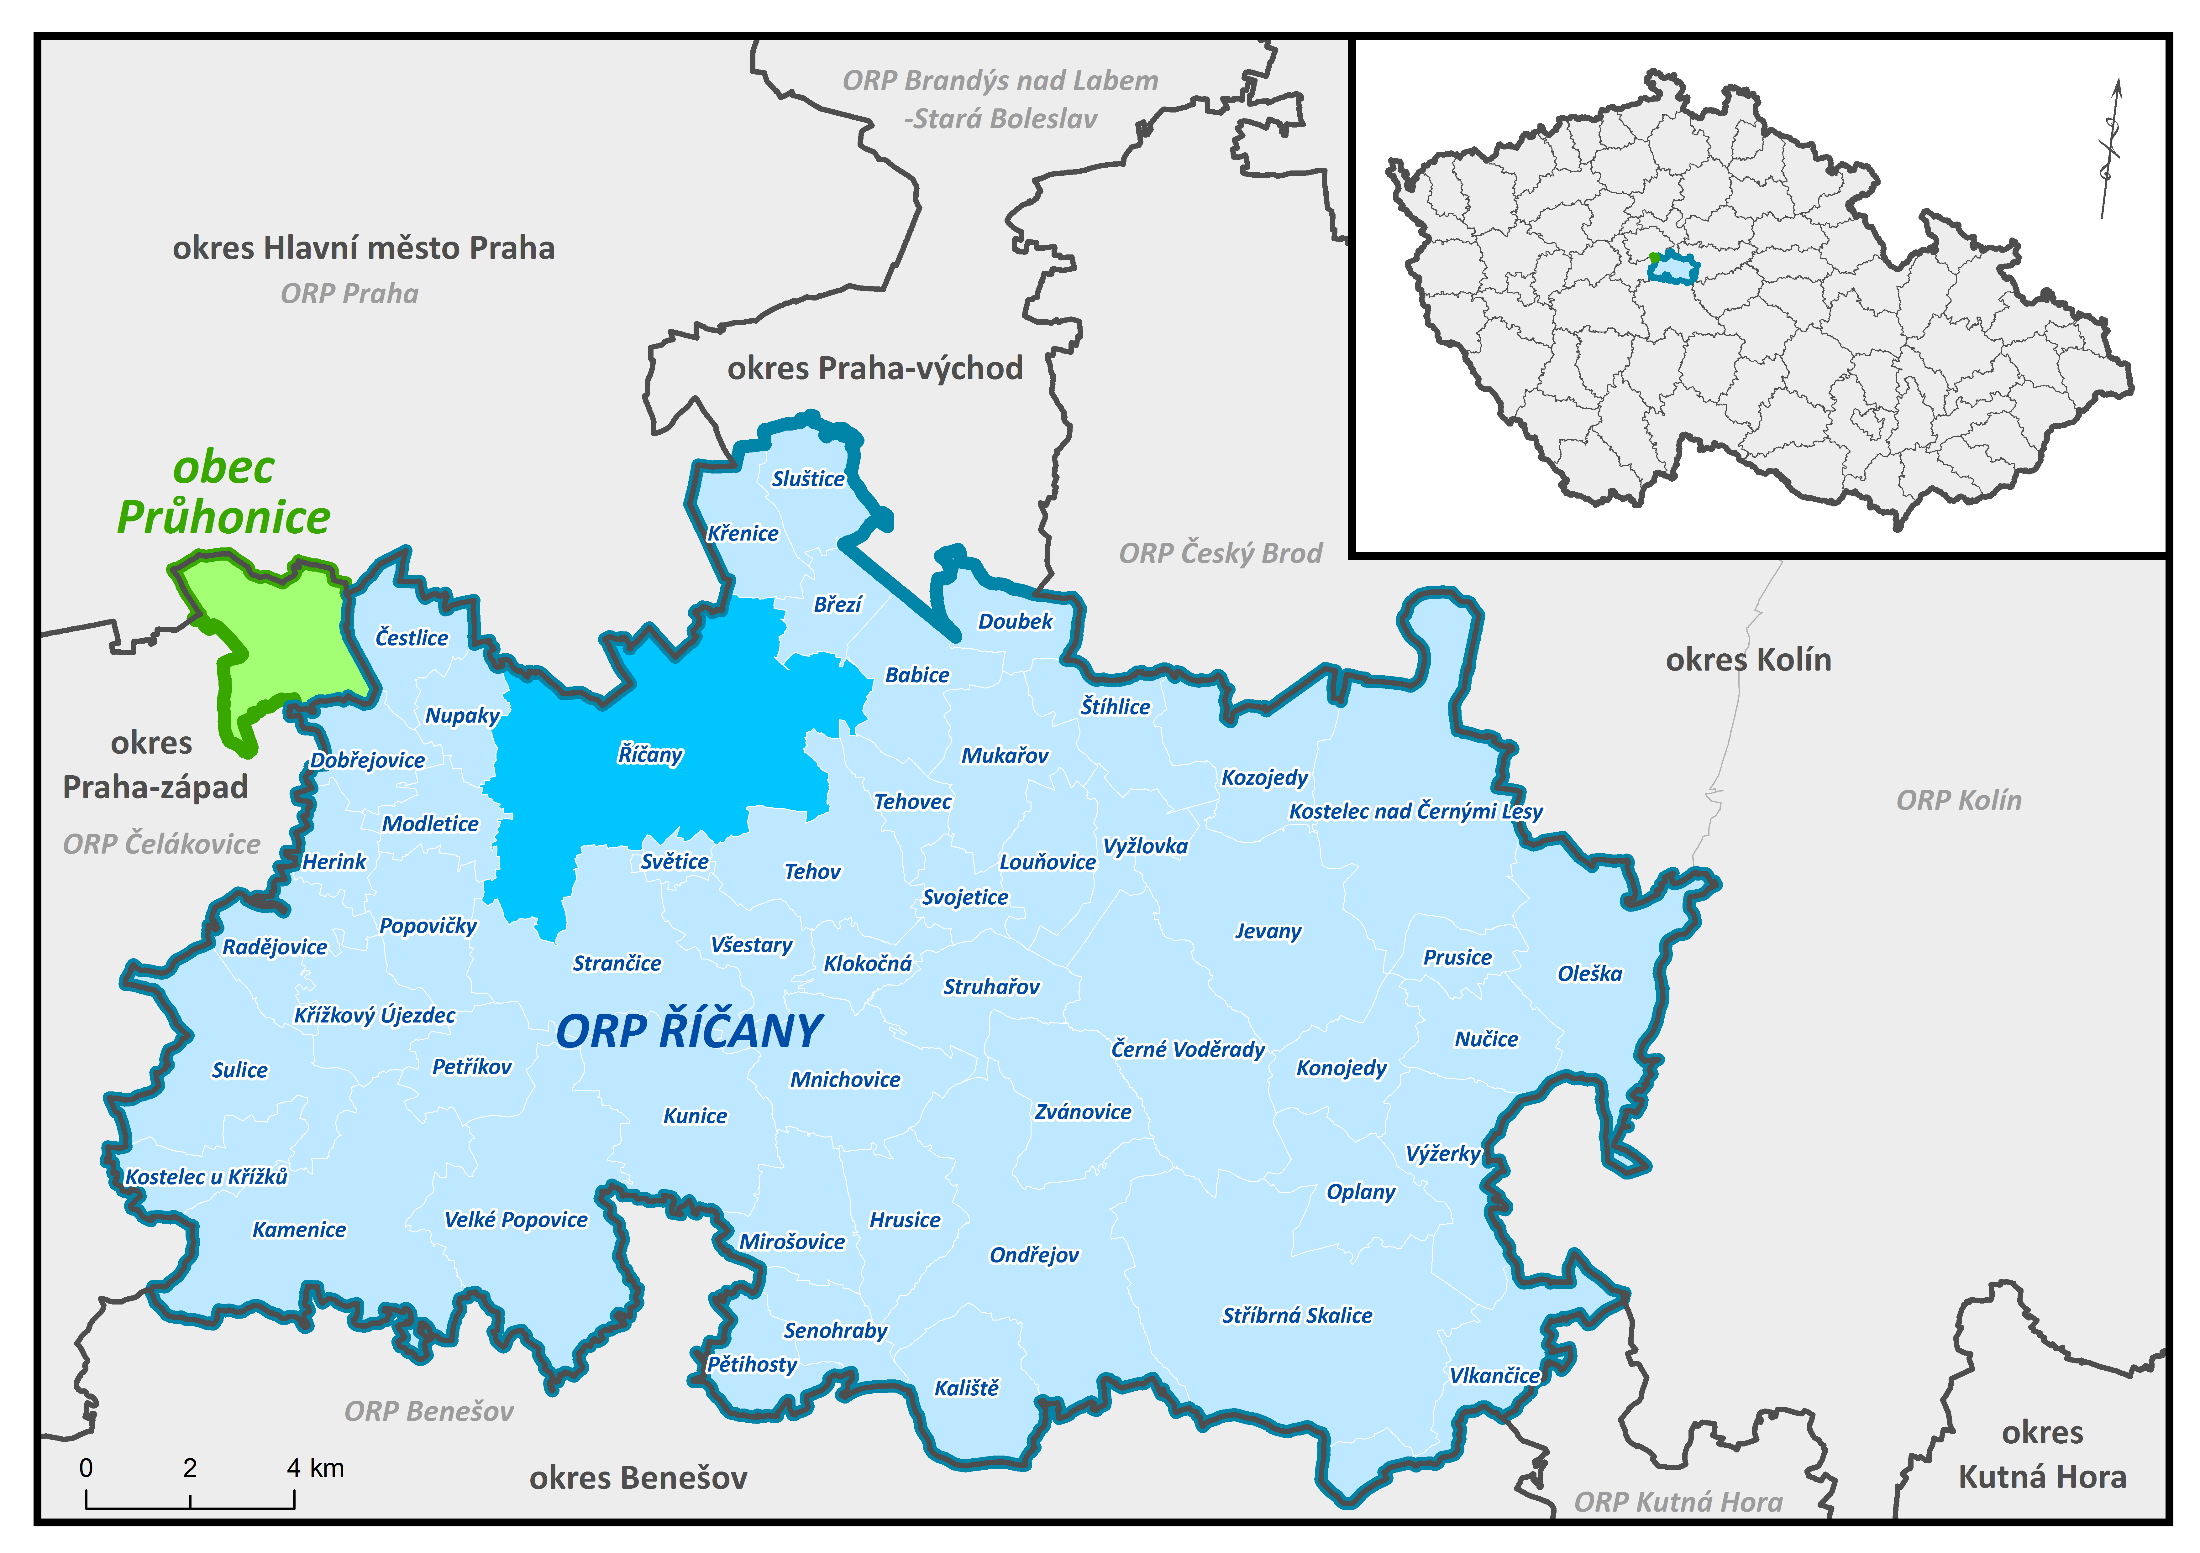 ORP Brandýs nad Labem
-Stará Boleslav
okres Hlavní město Praha
ORP Praha
okres Praha-východ
obec
Průhonice
Sluštice
Křenice
ORP Český Brod
Březí
Doubek
Čestlice
okres Kolín
Babice
Štíhlice
Nupaky
okres
Praha-západ
Říčany
Mukařov
Dobřejovice
Kozojedy
Tehovec
ORP Kolín
Kostelec nad Černými Lesy
Modletice
ORP Čelákovice
Vyžlovka
Herink
Světice
Louňovice
Tehov
Svojetice
Popovičky
Jevany
Radějovice
Všestary
Prusice
Strančice
Klokočná
Oleška
Struhařov
Křížkový Újezdec
ORP ŘÍČANY
Nučice
Černé Voděrady
Sulice
Petříkov
Konojedy
Mnichovice
Kunice
Zvánovice
Výžerky
Kostelec u Křížků
Oplany
Kamenice
Velké Popovice
Hrusice
Mirošovice
Ondřejov
Stříbrná Skalice
Senohraby
Pětihosty
Vlkančice
Kaliště
ORP Benešov
okres
Kutná Hora
0 2 4 km
okres Benešov
ORP Kutná Hora